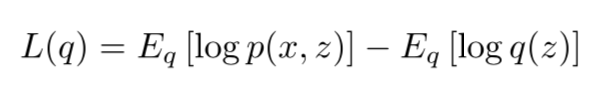 L(q) = E_q [log p(x, z)] − E_q [log q(z)]